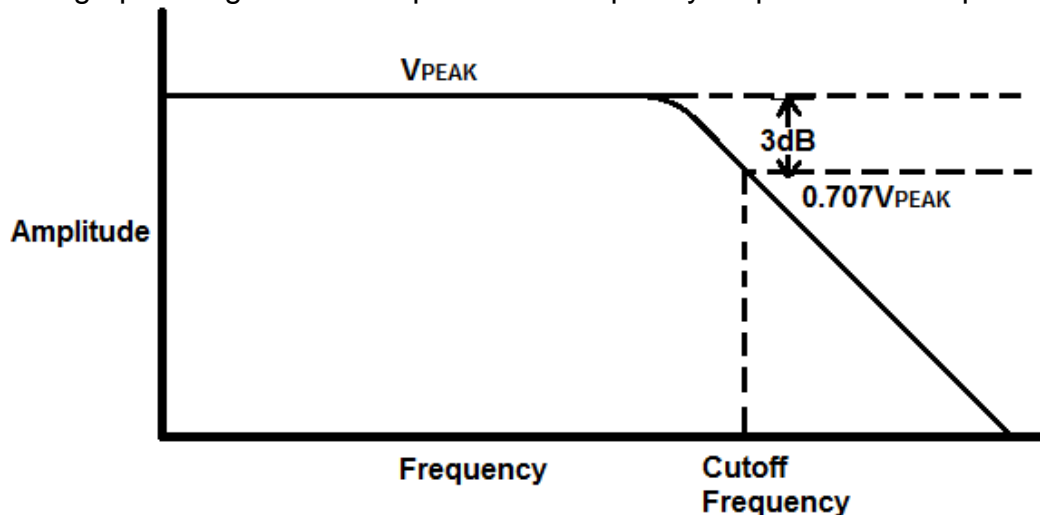 VPEAK
3dB
0.707VPEAK
Amplitude
Frequency
Cutoff
Frequency